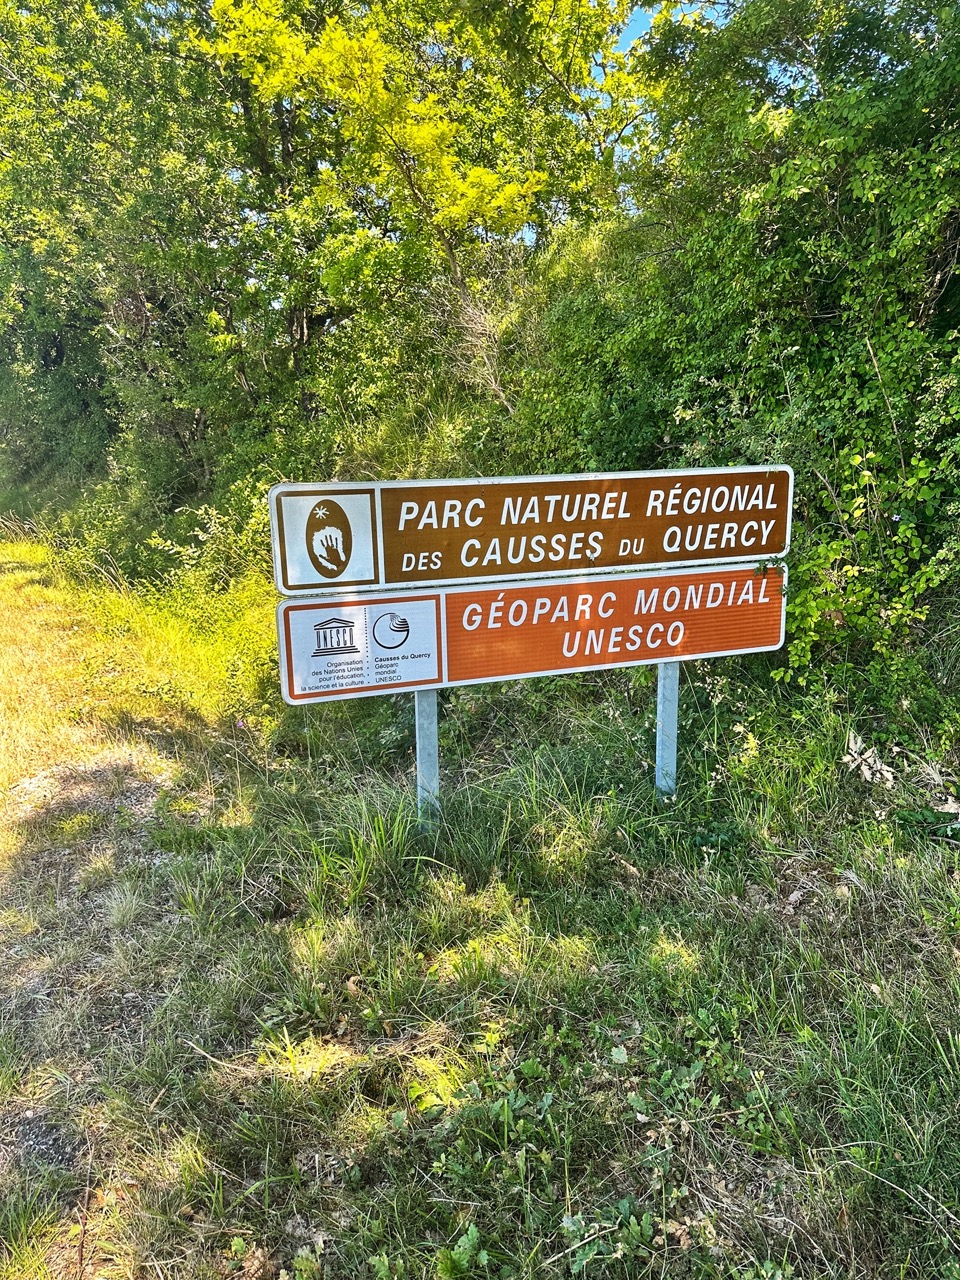 PARC NATUREL RÉGIONAL
DES CAUSSES DU QUERCY
GÉOPARC MONDIAL
UNESCO
UNESCO
Organisation
des Nations Unies
pour l'éducation,
la science et la culture
Causses du Quercy
Géoparc
mondial
UNESCO